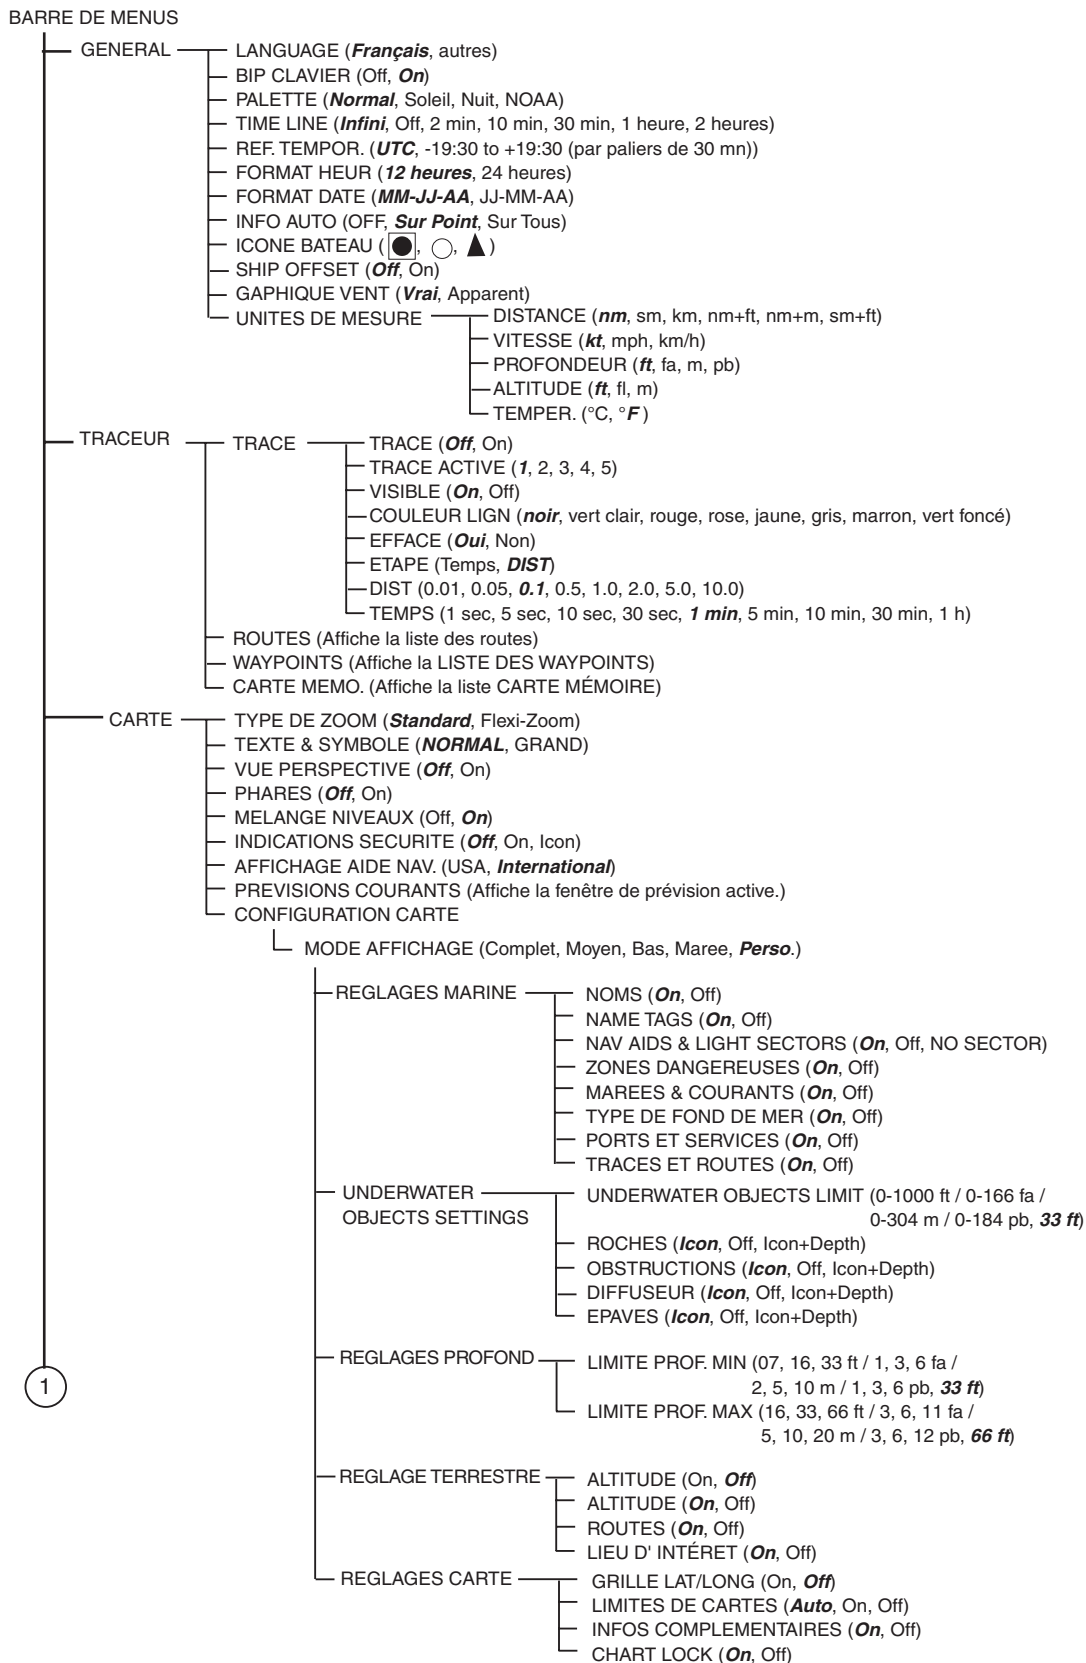 BARRE DE MENUS
GENERAL
LANGUAGE (Français, autres)
BIP CLAVIER (Off, On)
PALETTE (Normal, Soleil, Nuit, NOAA)
TIME LINE (Infini, Off, 2 min, 10 min, 30 min, 1 heure, 2 heures)
REF. TEMPOR. (UTC, -19:30 to +19:30 (par paliers de 30 mn))
FORMAT HEUR (12 heures, 24 heures)
FORMAT DATE (MM-JJ-AA, JJ-MM-AA)
INFO AUTO (OFF, Sur Point, Sur Tous)
ICONE BATEAU ( , , )
SHIP OFFSET (Off, On)
GAPHIQUE VENT (Vrai, Apparent)
UNITES DE MESURE
DISTANCE (nm, sm, km, nm+ft, nm+m, sm+ft)
VITESSE (kt, mph, km/h)
PROFONDEUR (ft, fa, m, pb)
ALTITUDE (ft, fl, m)
TEMPER. (°C, °F )
TRACEUR
TRACE
TRACE (Off, On)
TRACE ACTIVE (1, 2, 3, 4, 5)
VISIBLE (On, Off)
COULEUR LIGN (noir, vert clair, rouge, rose, jaune, gris, marron, vert foncé)
EFFACE (Oui, Non)
ETAPE (Temps, DIST)
DIST (0.01, 0.05, 0.1, 0.5, 1.0, 2.0, 5.0, 10.0)
TEMPS (1 sec, 5 sec, 10 sec, 30 sec, 1 min, 5 min, 10 min, 30 min, 1 h)
ROUTES (Affiche la liste des routes)
WAYPOINTS (Affiche la LISTE DES WAYPOINTS)
CARTE MEMO. (Affiche la liste CARTE MÉMOIRE)
CARTE
TYPE DE ZOOM (Standard, Flexi-Zoom)
TEXTE & SYMBOLE (NORMAL, GRAND)
VUE PERSPECTIVE (Off, On)
PHARES (Off, On)
MELANGE NIVEAUX (Off, On)
INDICATIONS SECURITE (Off, On, Icon)
AFFICHAGE AIDE NAV. (USA, International)
PREVISIONS COURANTS (Affiche la fenêtre de prévision active.)
CONFIGURATION CARTE
MODE AFFICHAGE (Complet, Moyen, Bas, Maree, Perso.)
REGLAGES MARINE
NOMS (On, Off)
NAME TAGS (On, Off)
NAV AIDS & LIGHT SECTORS (On, Off, NO SECTOR)
ZONES DANGEREUSES (On, Off)
MAREES & COURANTS (On, Off)
TYPE DE FOND DE MER (On, Off)
PORTS ET SERVICES (On, Off)
TRACES ET ROUTES (On, Off)
UNDERWATER
OBJECTS SETTINGS
UNDERWATER OBJECTS LIMIT (0-1000 ft / 0-166 fa /
0-304 m / 0-184 pb, 33 ft)
ROCHES (Icon, Off, Icon+Depth)
OBSTRUCTIONS (Icon, Off, Icon+Depth)
DIFFUSEUR (Icon, Off, Icon+Depth)
EPAVES (Icon, Off, Icon+Depth)
REGLAGES PROFOND
LIMITE PROF. MIN (07, 16, 33 ft / 1, 3, 6 fa /
2, 5, 10 m / 1, 3, 6 pb, 33 ft)
LIMITE PROF. MAX (16, 33, 66 ft / 3, 6, 11 fa /
5, 10, 20 m / 3, 6, 12 pb, 66 ft)
1
REGLAGE TERRESTRE
ALTITUDE (On, Off)
ALTITUDE (On, Off)
ROUTES (On, Off)
LIEU D' INTÉRET (On, Off)
REGLAGES CARTE
GRILLE LAT/LONG (On, Off)
LIMITES DE CARTES (Auto, On, Off)
INFOS COMPLEMENTAIRES (On, Off)
CHART LOCK (On, Off)